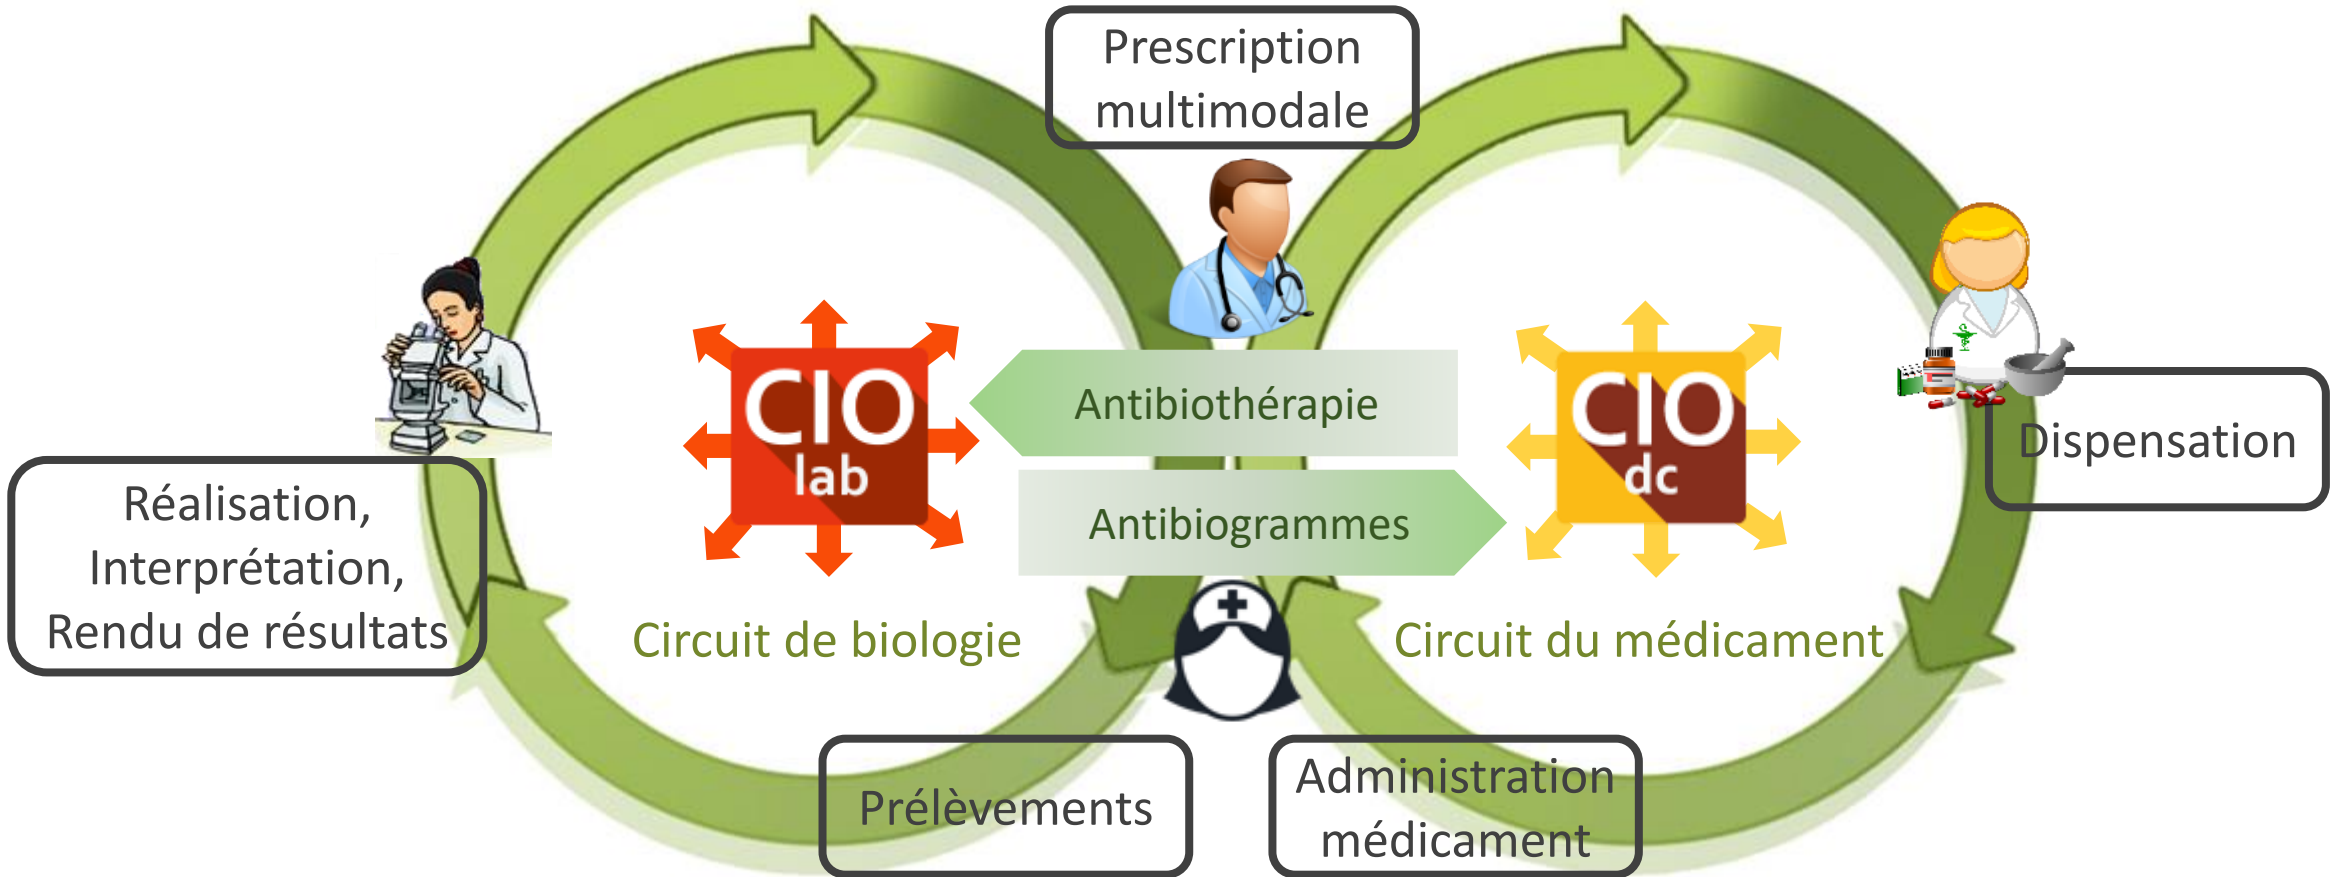 Prescription
multimodale
Antibiothérapie
CIO
lab
CIO
dc
Dispensation
Réalisation,
Interprétation,
Rendu de résultats
Antibiogrammes
Circuit de biologie
Circuit du médicament
Prélèvements
Administration
médicament